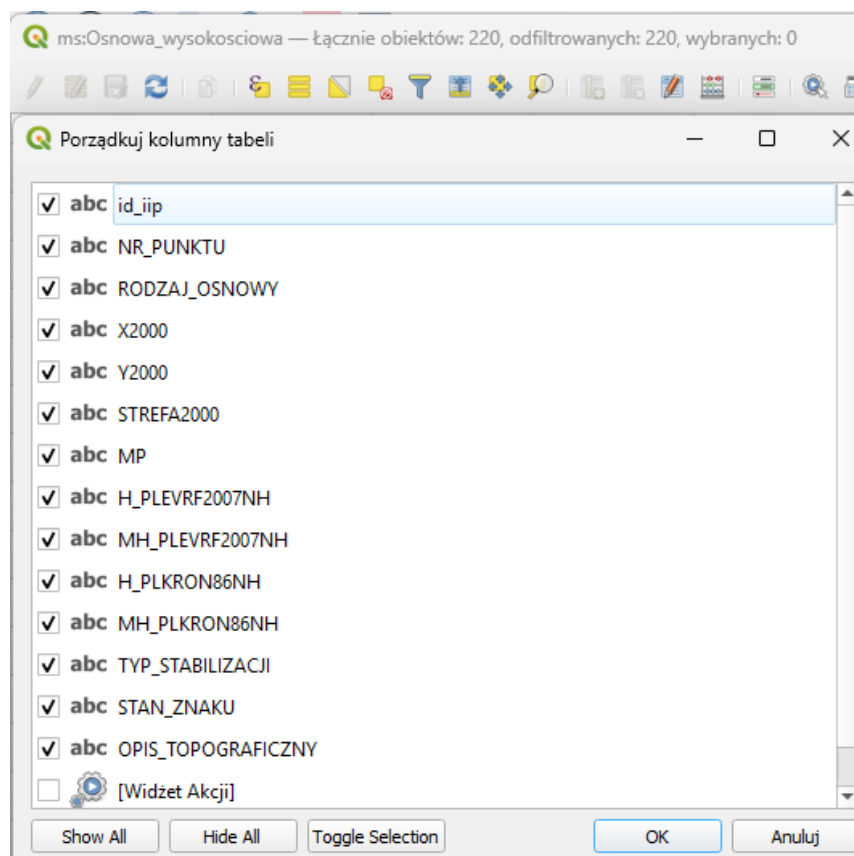 ms:Osnowa_wysokosciowa — Łącznie obiektów: 220, odfiltrowanych: 220, wybranych: 0
Porządkuj kolumny tabeli
abc id_iip
abc NR_PUNKTU
abc RODZAJ_OSNOWY
abc X2000
abc Y2000
abc STREFA2000
abc MP
abc H_PLEVRF2007NH
abc MH_PLEVRF2007NH
abc H_PLKRON86NH
abc MH_PLKRON86NH
abc TYP_STABILIZACJI
abc STAN_ZNAKU
abc OPIS_TOPOGRAFICZNY
[Widżet Akcji]
Show All Hide All Toggle Selection OK Anuluj